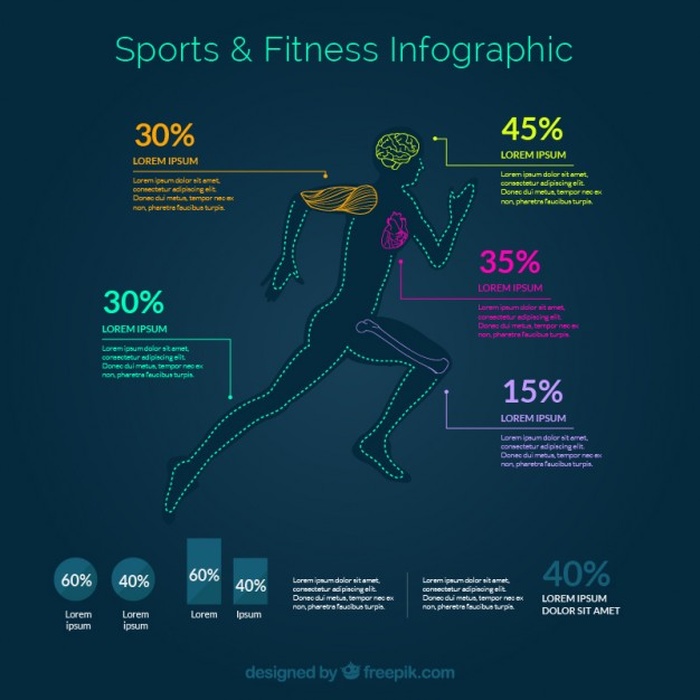 Sports & Fitness Infographic
30%
LOREM IPSUM
Lorem ipsum dolor sit amet,
consectetur adipiscing elit.
Donec dui metus, tempor nec ex
non, pharetra faucibus turpis.
45%
LOREM IPSUM
Lorem ipsum dolor sit amet,
consectetur adipiscing elit.
Donec dui metus, tempor nec ex
non, pharetra faucibus turpis.
35%
LOREM IPSUM
Lorem ipsum dolor sit amet,
consectetur adipiscing elit.
Donec dui metus, tempor nec ex
non, pharetra faucibus turpis.
30%
LOREM IPSUM
Lorem ipsum dolor sit amet,
consectetur adipiscing elit.
Donec dui metus, tempor nec ex
non, pharetra faucibus turpis.
15%
LOREM IPSUM
Lorem ipsum dolor sit amet,
consectetur adipiscing elit.
Donec dui metus, tempor nec ex
non, pharetra faucibus turpis.
60%
Lorem
ipsum
40%
Lorem
ipsum
60%
Lorem
40%
Ipsum
Lorem ipsum dolor sit amet,
consectetur adipiscing elit.
Donec dui metus, tempor nec ex
non, pharetra faucibus turpis.
Lorem ipsum dolor sit amet,
consectetur adipiscing elit.
Donec dui metus, tempor nec ex
non, pharetra faucibus turpis.
40%
LOREM IPSUM
DOLOR SIT AMET
designed by freepik.com